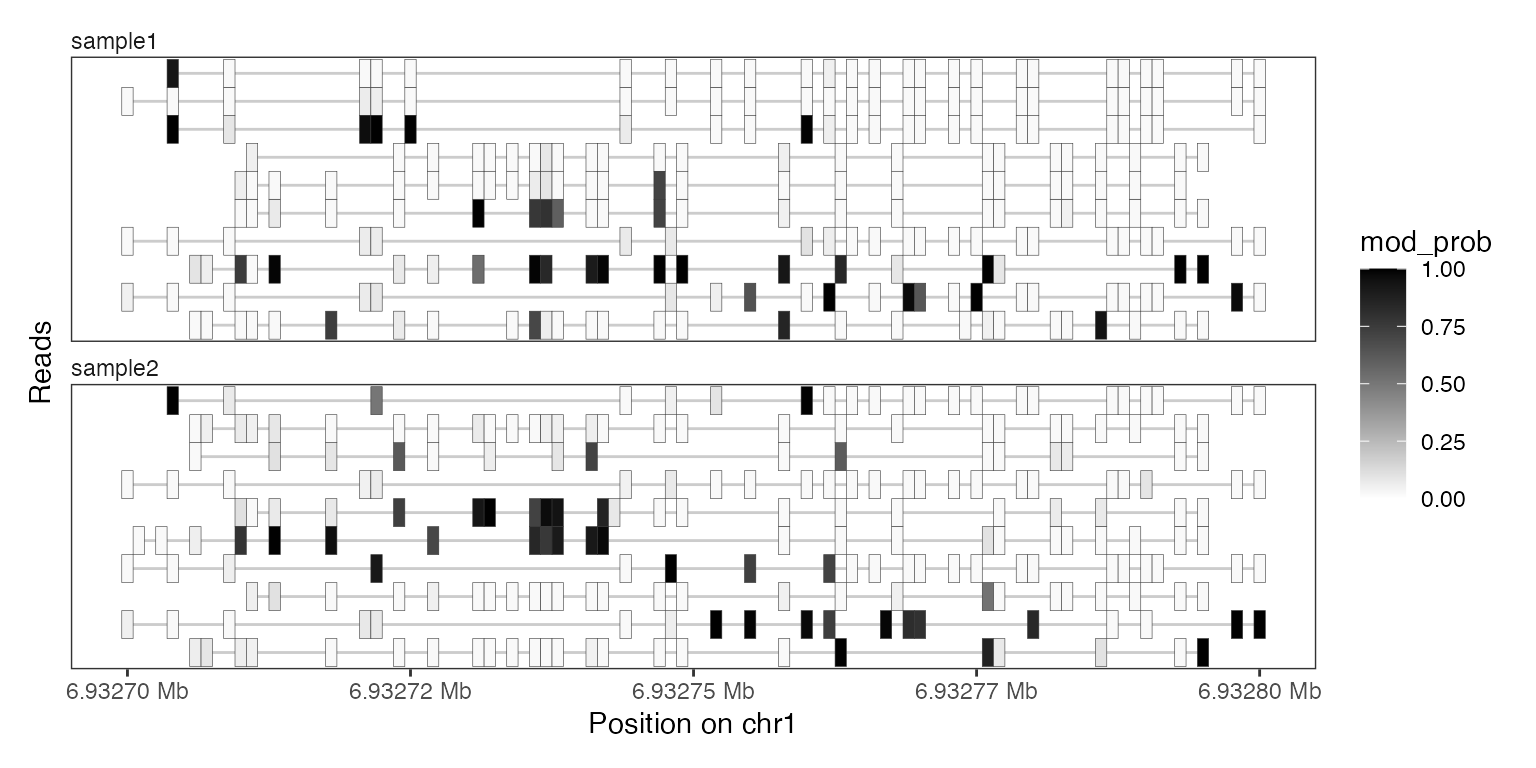 sample1
sample2
Reads
6.93270 Mb 6.93272 Mb 6.93275 Mb 6.93277 Mb 6.93280 Mb
Position on chr1
mod_prob
1.00
0.75
0.50
0.25
0.00